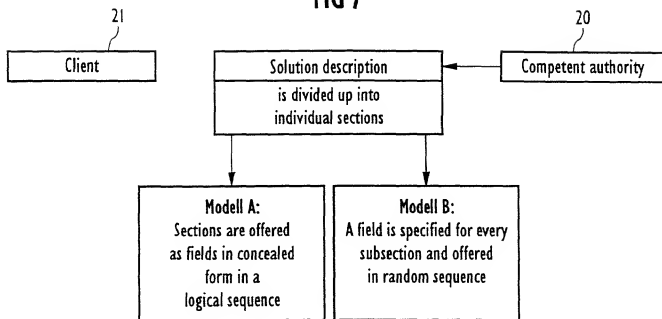 FIG 7
21
20
Client
Solution description
Competent authority
is divided up into
individual sections
Modell A:
Sections are offered
as fields in concealed
form in a
logical sequence
Modell B:
A field is specified for every
subsection and offered
in random sequence